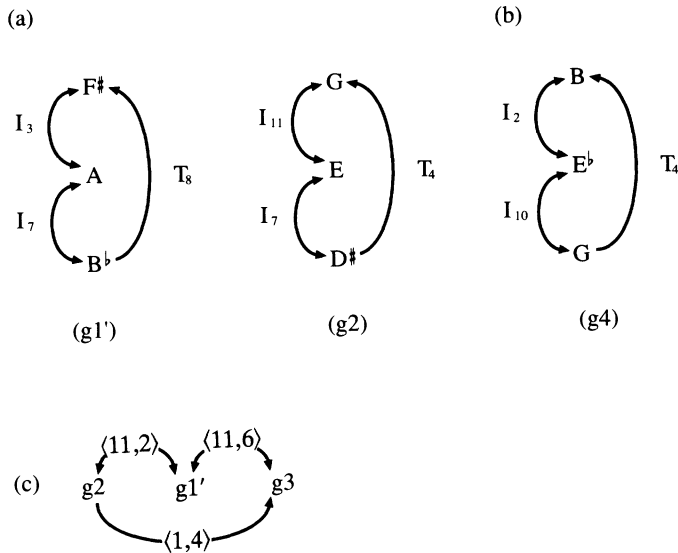 (a)
F♯
I₃
A
T₈
I₇
B♭
(g1')
G
I₁₁
E
T₄
I₇
D♯
(g2)
(b)
B
I₂
E♭
T₄
I₁₀
G
(g4)
(c)
⟨11,2⟩ ⟨11,6⟩
g2 g1′ g3
⟨1,4⟩